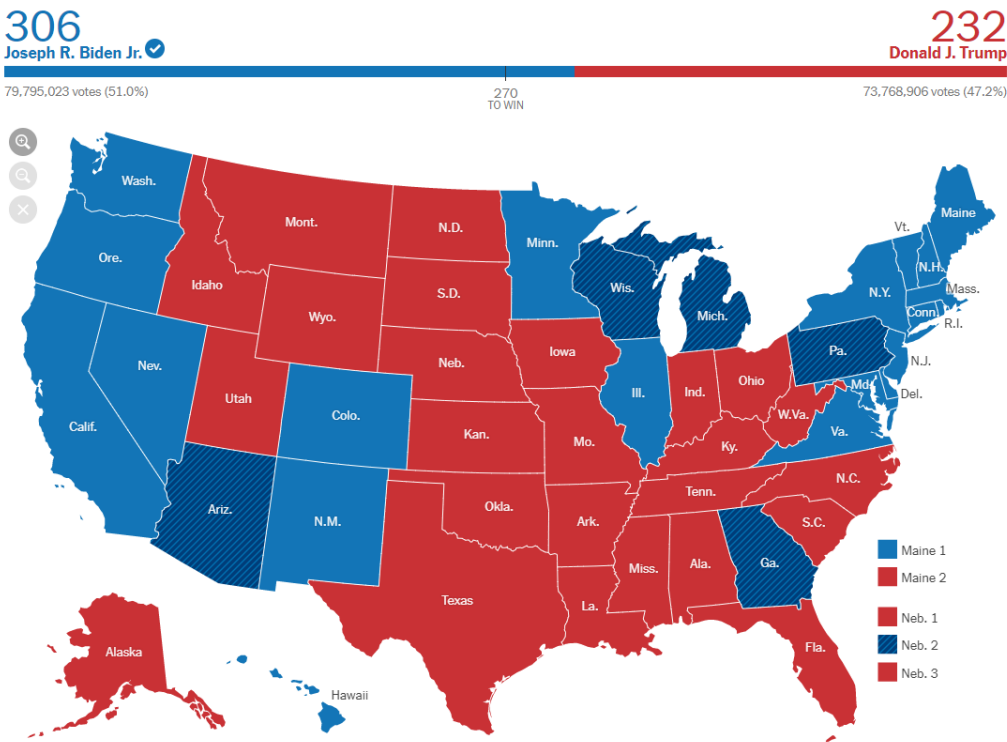 306
232
Joseph R. Biden Jr.
Donald J. Trump
79,795,023 votes (51.0%)
270
TO WIN
73,768,906 votes (47.2%)
Wash.
Mont.
N.D.
Minn.
Maine
Vt.
N.H.
Ore.
Idaho
S.D.
Wis.
Mich.
N.Y.
Mass.
Conn.
R.I.
Wyo.
Neb.
Iowa
Pa.
N.J.
Nev.
Utah
Colo.
Ill.
Ind.
Ohio
Md.
Del.
Calif.
Kan.
Mo.
Ky.
W.Va.
Va.
Ariz.
N.M.
Okla.
Ark.
Tenn.
N.C.
S.C.
Texas
La.
Miss.
Ala.
Ga.
Fla.
Alaska
Hawaii
Maine 1
Maine 2
Neb. 1
Neb. 2
Neb. 3